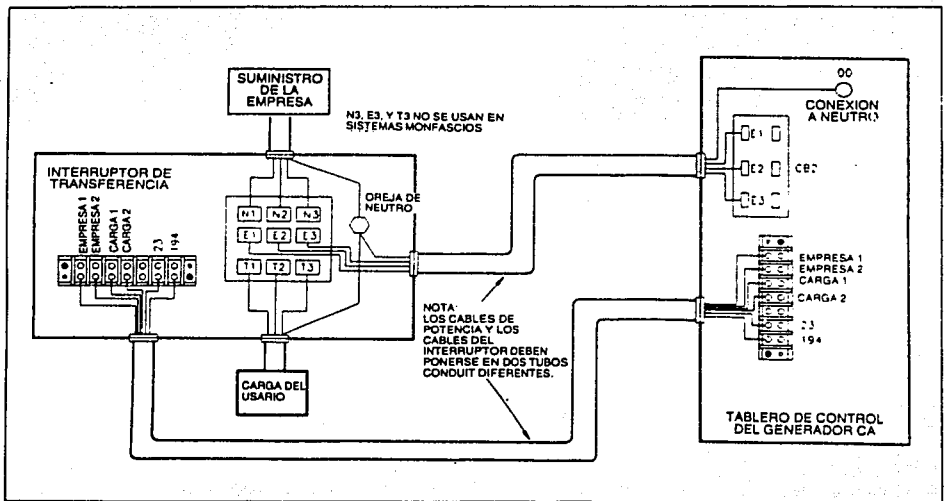 SUMINISTRO
DE LA
EMPRESA
N3, E3, Y T3 NO SE USAN EN
SISTEMAS MONFASCIOS
INTERRUPTOR DE
TRANSFERENCIA
EMPRESA 1
EMPRESA 2
CARGA 1
CARGA 2
23
194
N1 N2 N3
E1 E2 E3
T1 T2 T3
OREJA DE
NEUTRO
CARGA DEL
USARIO
NOTA:
LOS CABLES DE
POTENCIA Y LOS
CABLES DEL
INTERRUPTOR DEBEN
PONERSE EN DOS TUBOS
CONDUIT DIFERENTES.
00
CONEXION
A NEUTRO
E1
E2
E3
CB2
EMPRESA 1
EMPRESA 2
CARGA 1
CARGA 2
23
194
TABLERO DE CONTROL
DEL GENERADOR CA